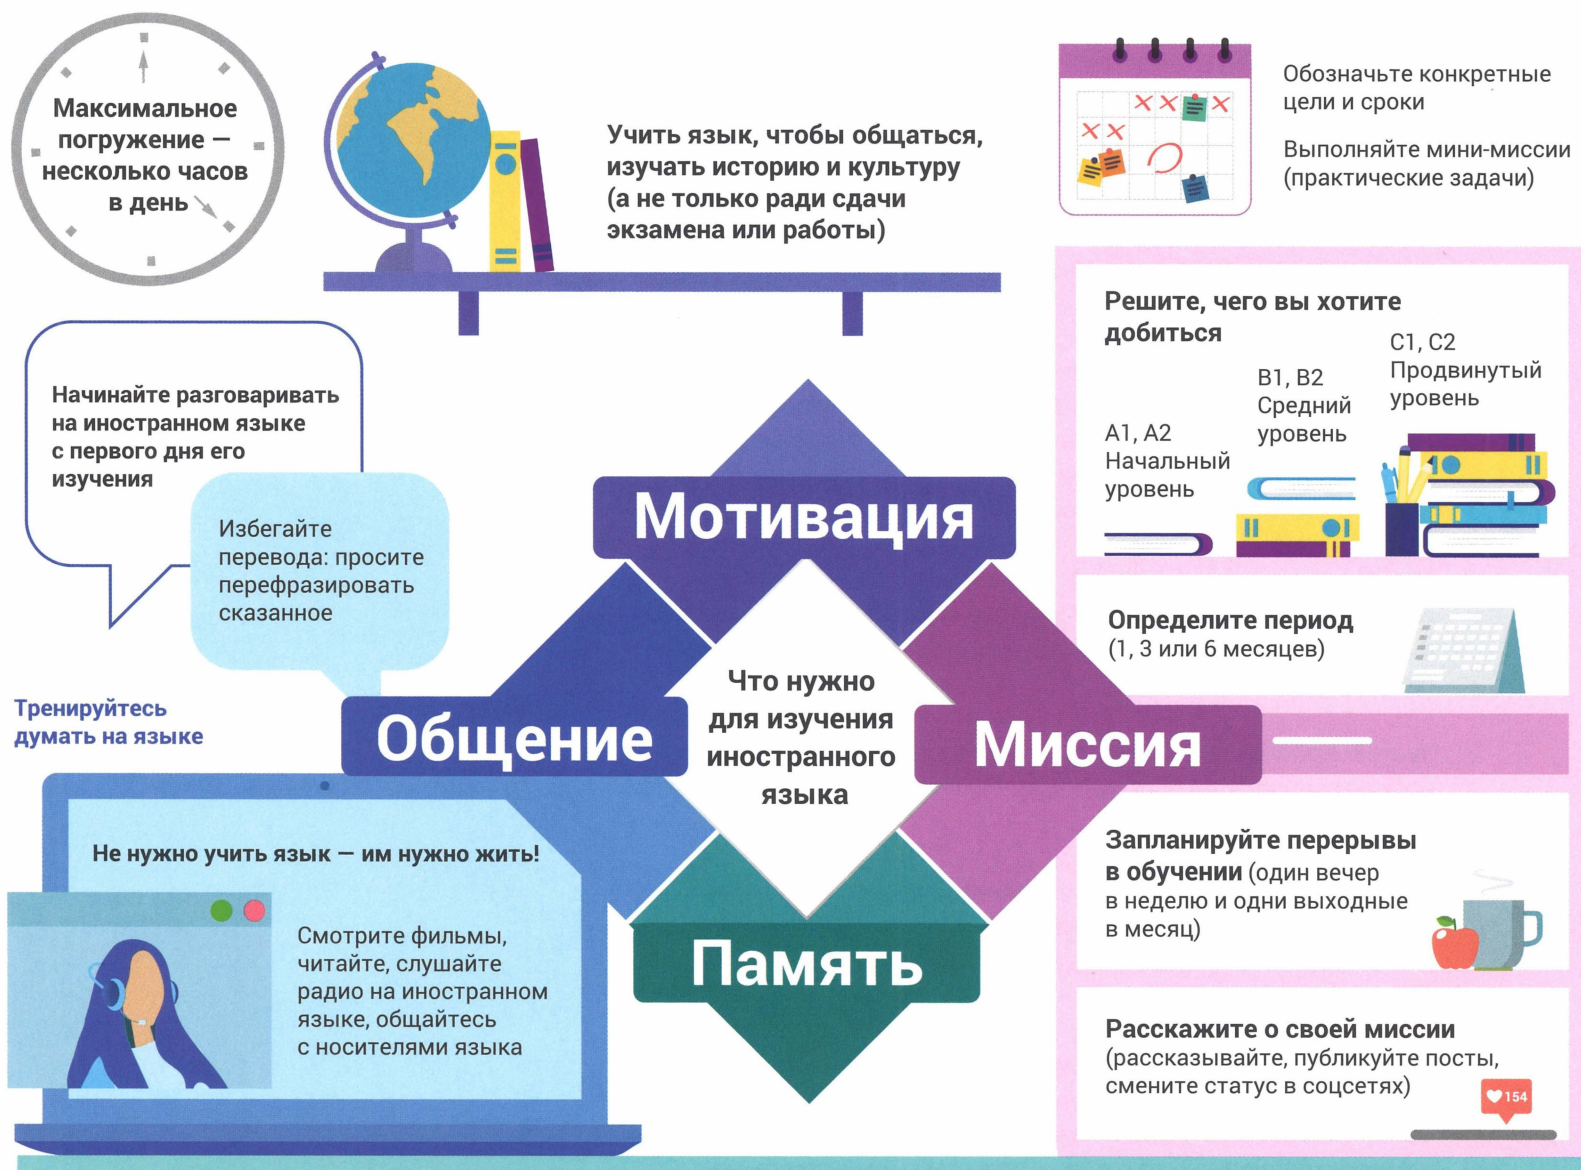 Максимальное
погружение —
несколько часов
в день
Учить язык, чтобы общаться,
изучать историю и культуру
(а не только ради сдачи
экзамена или работы)
Обозначьте конкретные
цели и сроки
Выполняйте мини-миссии
(практические задачи)
Начинайте разговаривать
на иностранном языке
с первого дня его
изучения
Избегайте
перевода: просите
перефразировать
сказанное
Тренируйтесь
думать на языке
Мотивация
Общение
Что нужно
для изучения
иностранного
языка
Миссия
Память
Решите, чего вы хотите
добиться
A1, A2
Начальный
уровень
B1, B2
Средний
уровень
C1, C2
Продвинутый
уровень
Определите период
(1, 3 или 6 месяцев)
Запланируйте перерывы
в обучении (один вечер
в неделю и одни выходные
в месяц)
Расскажите о своей миссии
(рассказывайте, публикуйте посты,
смените статус в соцсетях)
154
Не нужно учить язык — им нужно жить!
Смотрите фильмы,
читайте, слушайте
радио на иностранном
языке, общайтесь
с носителями языка